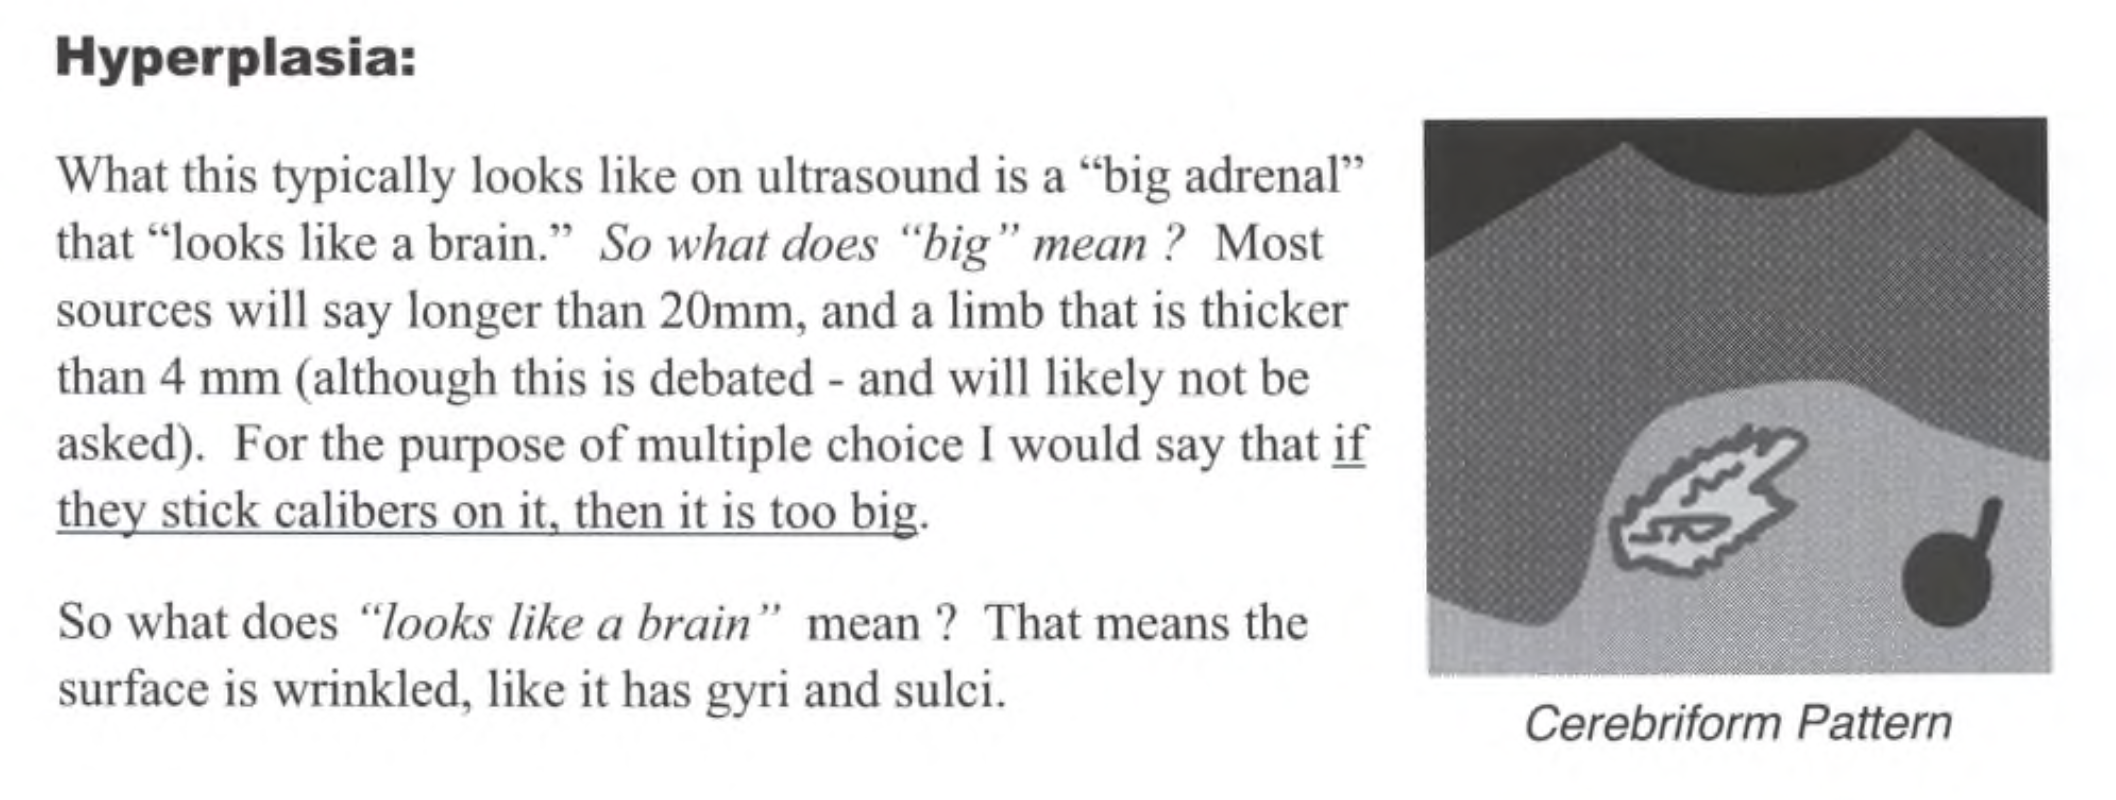 Hyperplasia:
What this typically looks like on ultrasound is a “big adrenal”
that “looks like a brain.” So what does “big” mean ? Most
sources will say longer than 20mm, and a limb that is thicker
than 4 mm (although this is debated - and will likely not be
asked). For the purpose of multiple choice I would say that if
they stick calibers on it, then it is too big.
So what does “looks like a brain” mean ? That means the
surface is wrinkled, like it has gyri and sulci.
Cerebriform Pattern